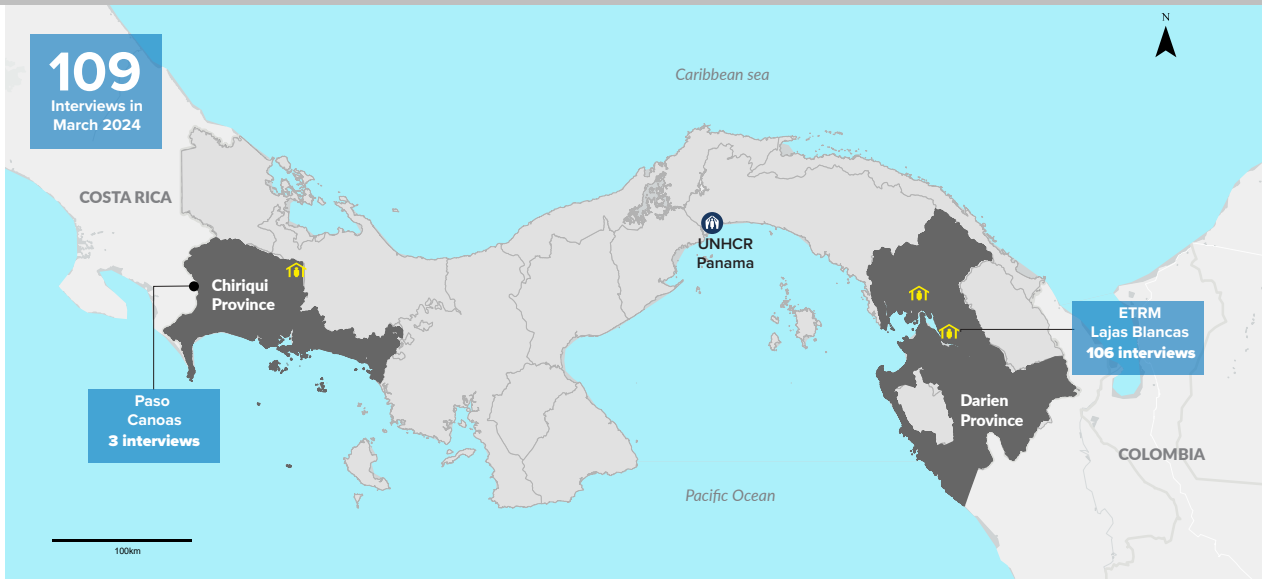 109
Interviews in
March 2024
N
Caribbean sea
COSTA RICA
UNHCR
Panama
Chiriqui
Province
ETRM
Lajas Blancas
106 interviews
Paso
Canoas
3 interviews
Darien
Province
COLOMBIA
Pacific Ocean
100km